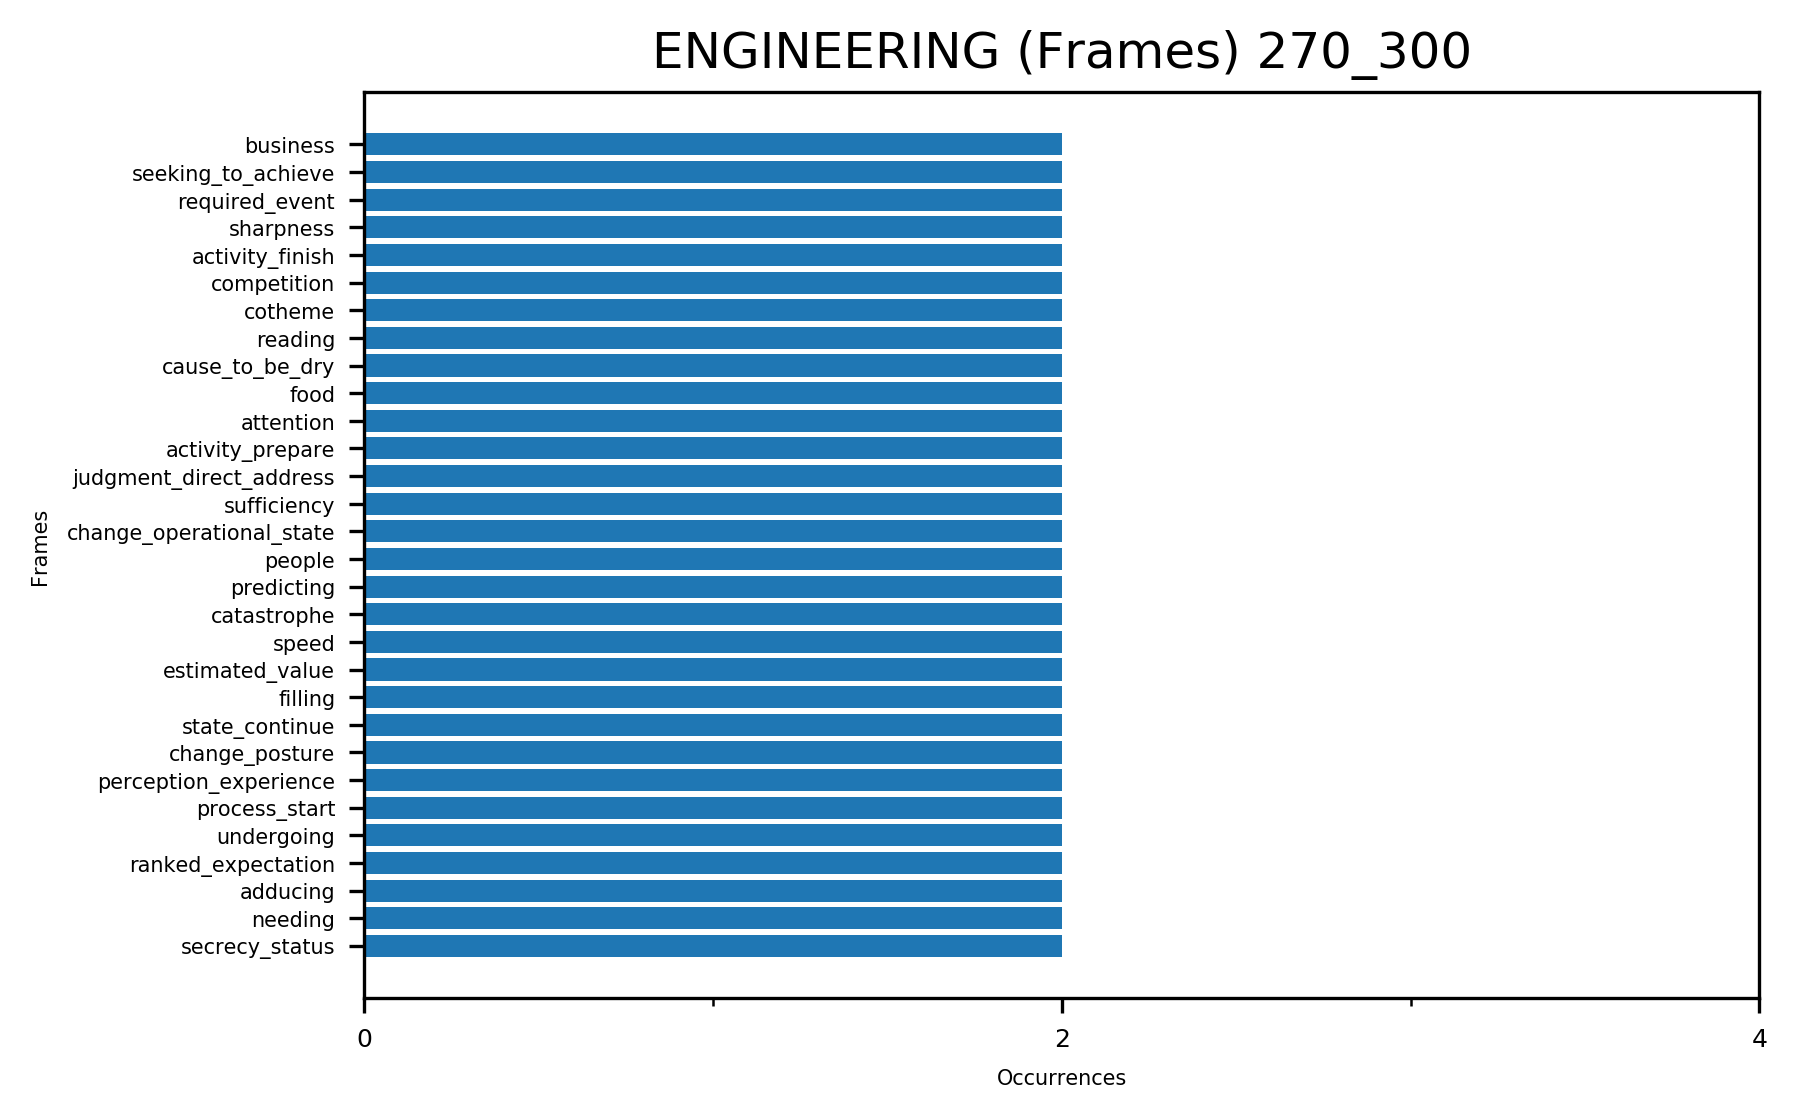 ENGINEERING (Frames) 270_300
business
seeking_to_achieve
required_event
sharpness
activity_finish
competition
cotheme
reading
cause_to_be_dry
food
attention
activity_prepare
judgment_direct_address
sufficiency
change_operational_state
people
predicting
catastrophe
speed
estimated_value
filling
state_continue
change_posture
perception_experience
process_start
undergoing
ranked_expectation
adducing
needing
secrecy_status
Frames
0 2 4
Occurrences